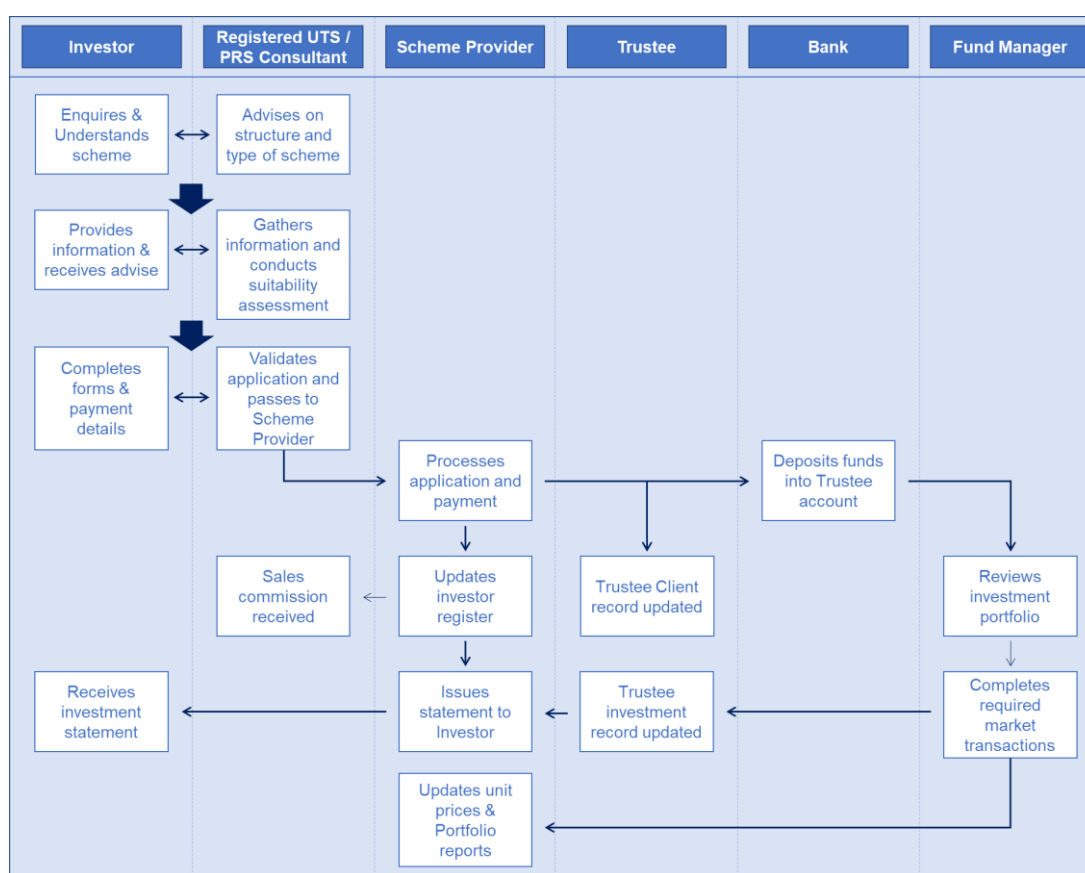 Investor
Registered UTS /
PRS Consultant
Scheme Provider
Trustee
Bank
Fund Manager
Enquires &
Understands
scheme
Advises on
structure and
type of scheme
Provides
information &
receives advise
Gathers
information and
conducts
suitability
assessment
Completes
forms &
payment
details
Validates
application and
passes to
Scheme
Provider
Processes
application and
payment
Deposits funds
into Trustee
account
Sales
commission
received
Updates
investor
register
Trustee Client
record updated
Reviews
investment
portfolio
Receives
investment
statement
Issues
statement to
Investor
Trustee
investment
record updated
Completes
required
market
transactions
Updates unit
prices &
Portfolio
reports